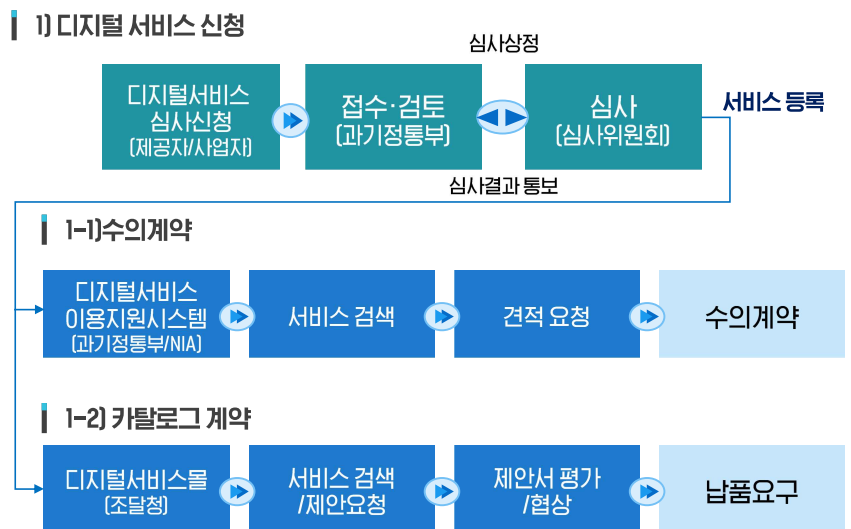 1) 디지털 서비스 신청
심사상정
디지털서비스
심사신청
(제공자/사업자)
접수·검토
(과기정통부)
심사
(심사위원회)
서비스 등록
심사결과 통보
1-1)수의계약
디지털서비스
이용지원시스템
(과기정통부/NIA)
서비스 검색
견적 요청
수의계약
1-2) 카탈로그 계약
디지털서비스몰
(조달청)
서비스 검색
/제안요청
제안서 평가
/협상
납품요구